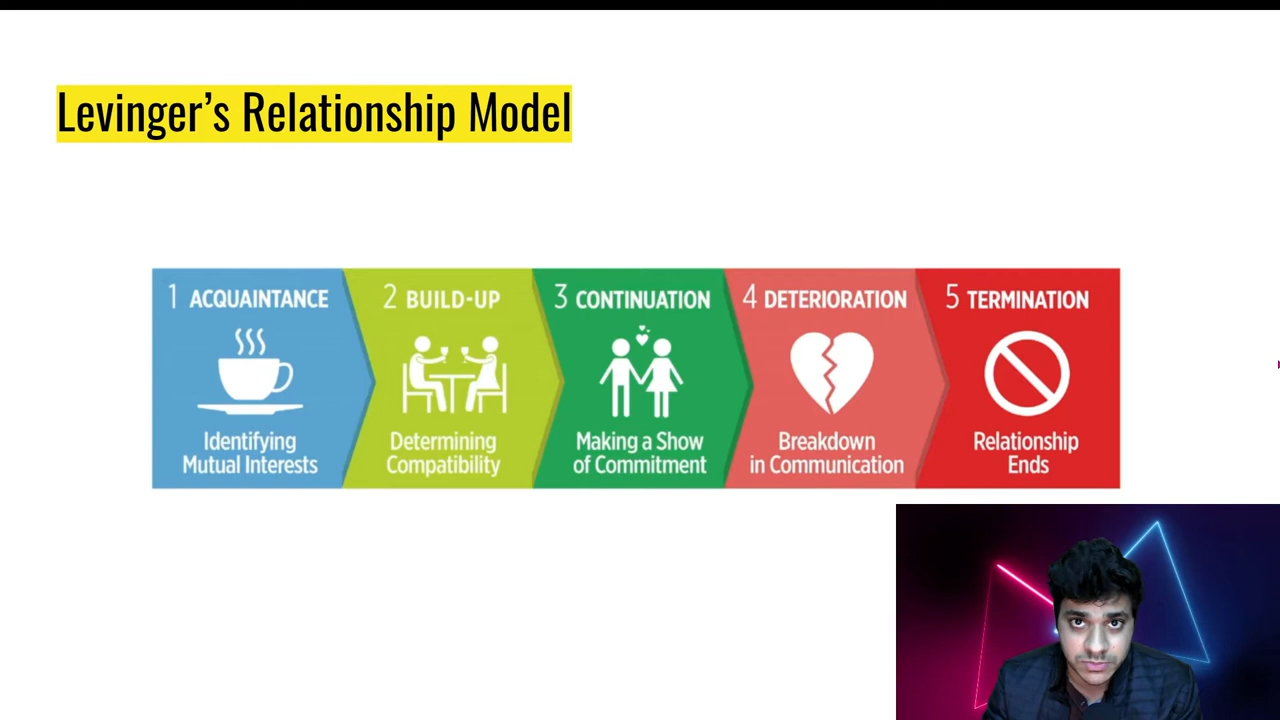 Levinger's Relationship Model
1 ACQUAINTANCE
Identifying
Mutual Interests
2 BUILD-UP
Determining
Compatibility
3 CONTINUATION
Making a Show
of Commitment
4 DETERIORATION
Breakdown
in Communication
5 TERMINATION
Relationship
Ends